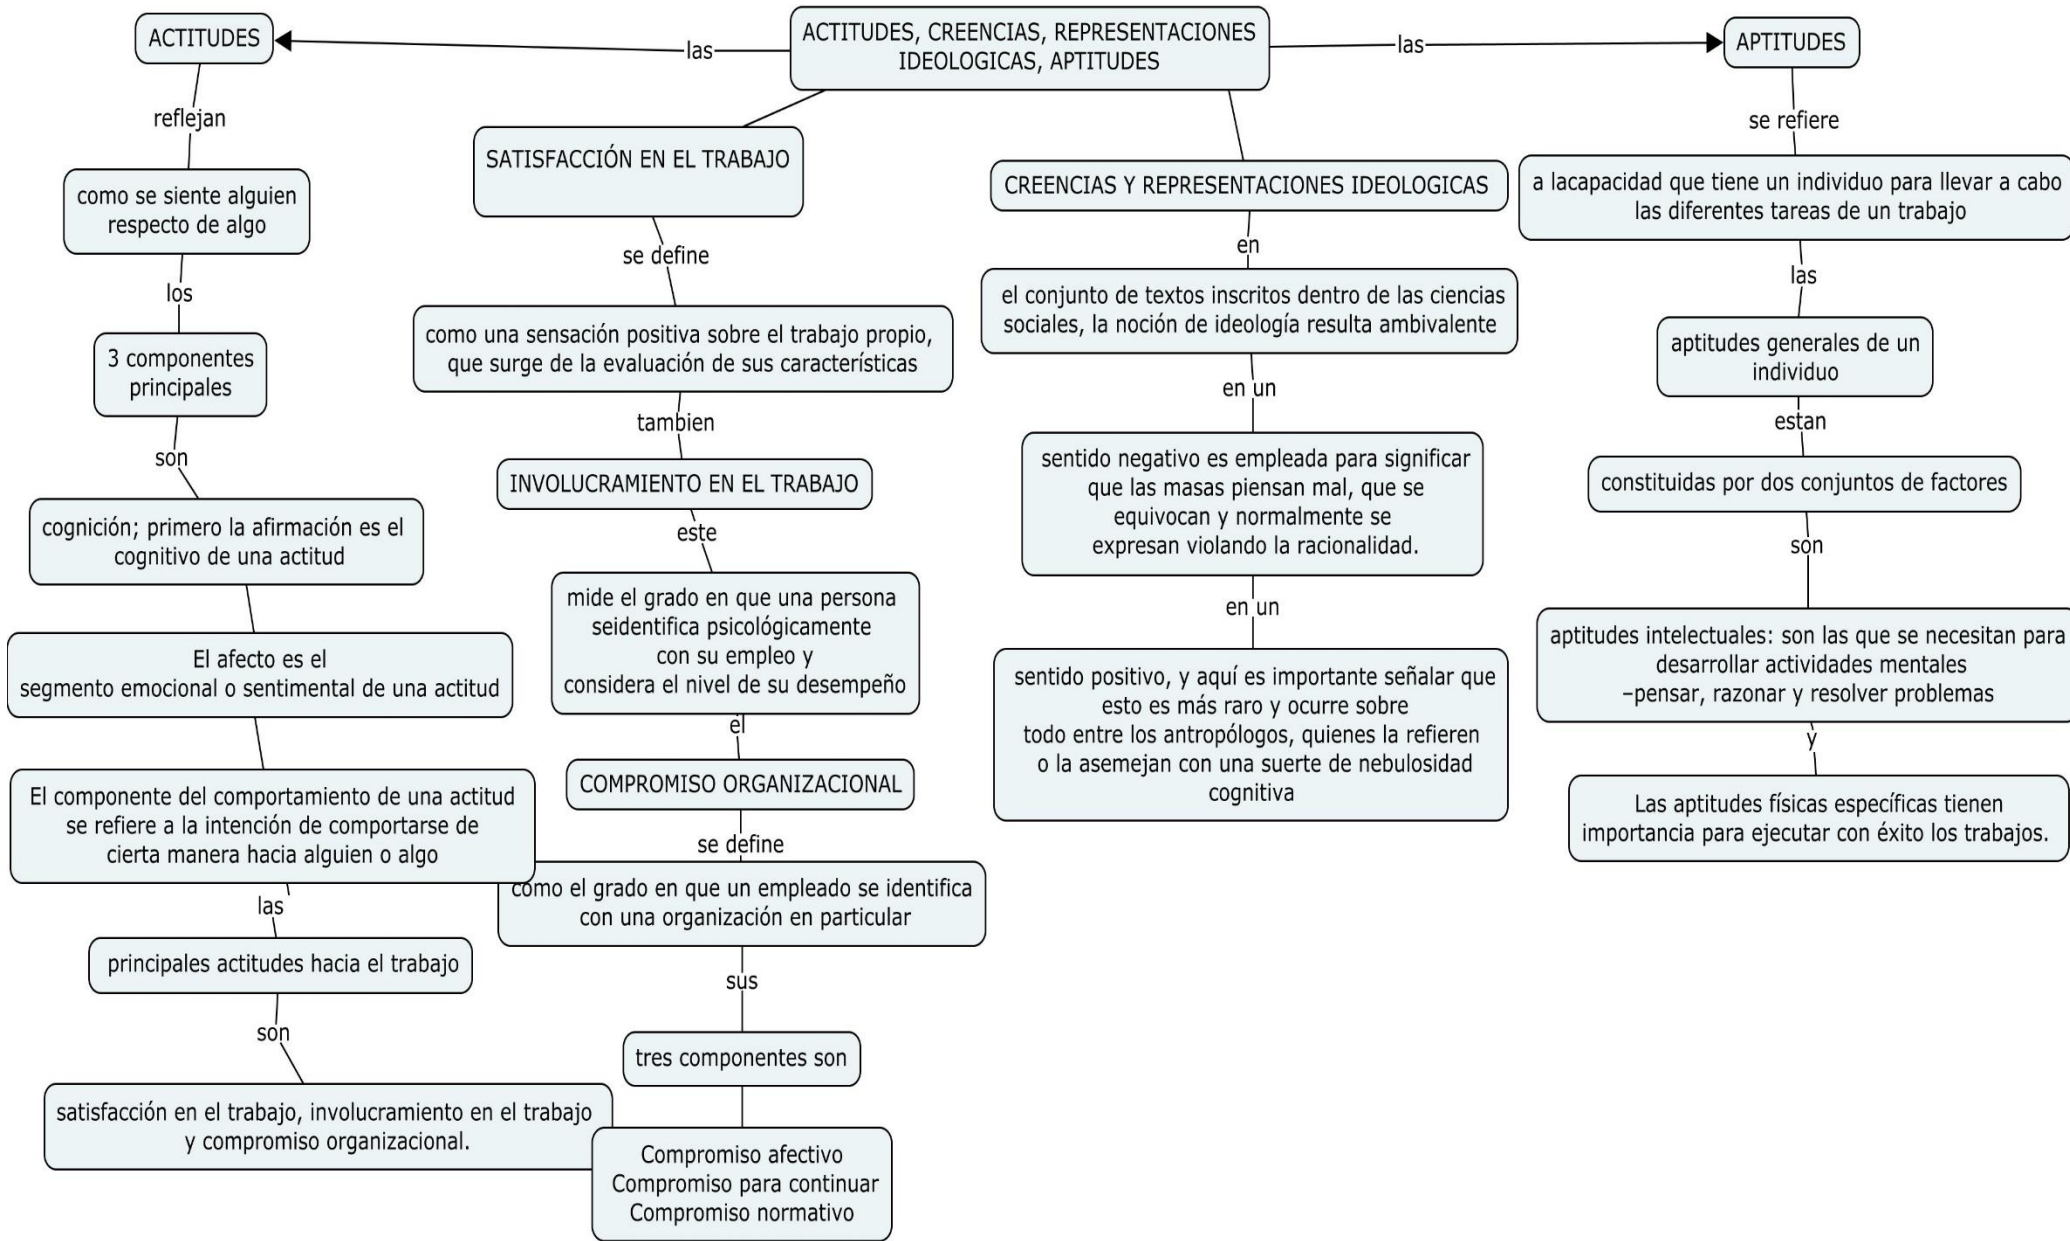 ACTITUDES, CREENCIAS, REPRESENTACIONES
IDEOLOGICAS, APTITUDES
las
ACTITUDES
reflejan
como se siente alguien
respecto de algo
los
3 componentes
principales
son
cognición; primero la afirmación es el
cognitivo de una actitud
El afecto es el
segmento emocional o sentimental de una actitud
El componente del comportamiento de una actitud
se refiere a la intención de comportarse de
cierta manera hacia alguien o algo
las
principales actitudes hacia el trabajo
son
satisfacción en el trabajo, involucramiento en el trabajo
y compromiso organizacional.
SATISFACCIÓN EN EL TRABAJO
se define
como una sensación positiva sobre el trabajo propio,
que surge de la evaluación de sus características
tambien
INVOLUCRAMIENTO EN EL TRABAJO
este
mide el grado en que una persona
seidentifica psicológicamente
con su empleo y
considera el nivel de su desempeño
el
COMPROMISO ORGANIZACIONAL
se define
como el grado en que un empleado se identifica
con una organización en particular
sus
tres componentes son
Compromiso afectivo
Compromiso para continuar
Compromiso normativo
CREENCIAS Y REPRESENTACIONES IDEOLOGICAS
en
el conjunto de textos inscritos dentro de las ciencias
sociales, la noción de ideología resulta ambivalente
en un
sentido negativo es empleada para significar
que las masas piensan mal, que se
equivocan y normalmente se
expresan violando la racionalidad.
en un
sentido positivo, y aquí es importante señalar que
esto es más raro y ocurre sobre
todo entre los antropólogos, quienes la refieren
o la asemejan con una suerte de nebulosidad
cognitiva
las
APTITUDES
se refiere
a lacapacidad que tiene un individuo para llevar a cabo
las diferentes tareas de un trabajo
las
aptitudes generales de un
individuo
estan
constituidas por dos conjuntos de factores
son
aptitudes intelectuales: son las que se necesitan para
desarrollar actividades mentales
–pensar, razonar y resolver problemas
y
Las aptitudes físicas específicas tienen
importancia para ejecutar con éxito los trabajos.